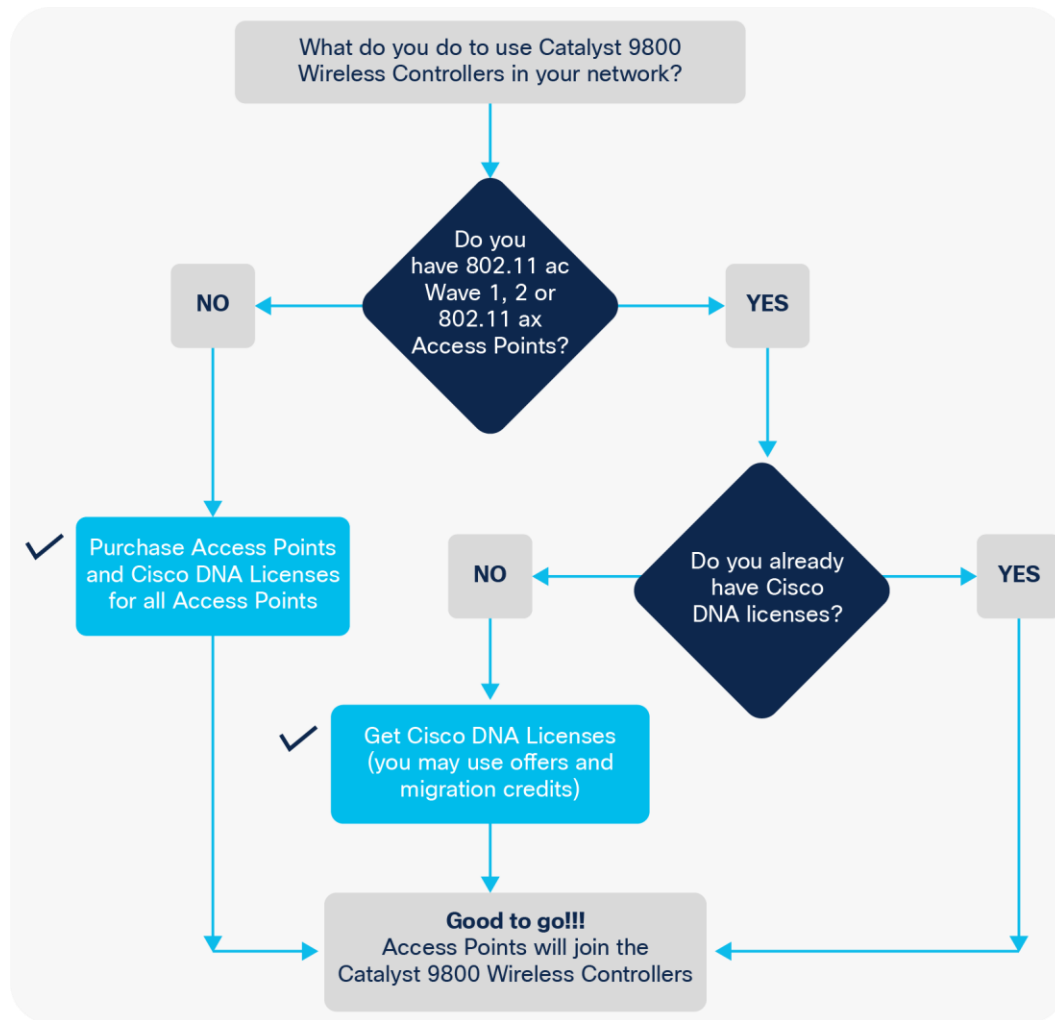 What do you do to use Catalyst 9800
Wireless Controllers in your network?
Do you
have 802.11 ac
Wave 1, 2 or
802.11 ax
Access Points?
NO
YES
Purchase Access Points
and Cisco DNA Licenses
for all Access Points
NO
Do you already
have Cisco
DNA licenses?
YES
Get Cisco DNA Licenses
(you may use offers and
migration credits)
Good to go!!!
Access Points will join the
Catalyst 9800 Wireless Controllers